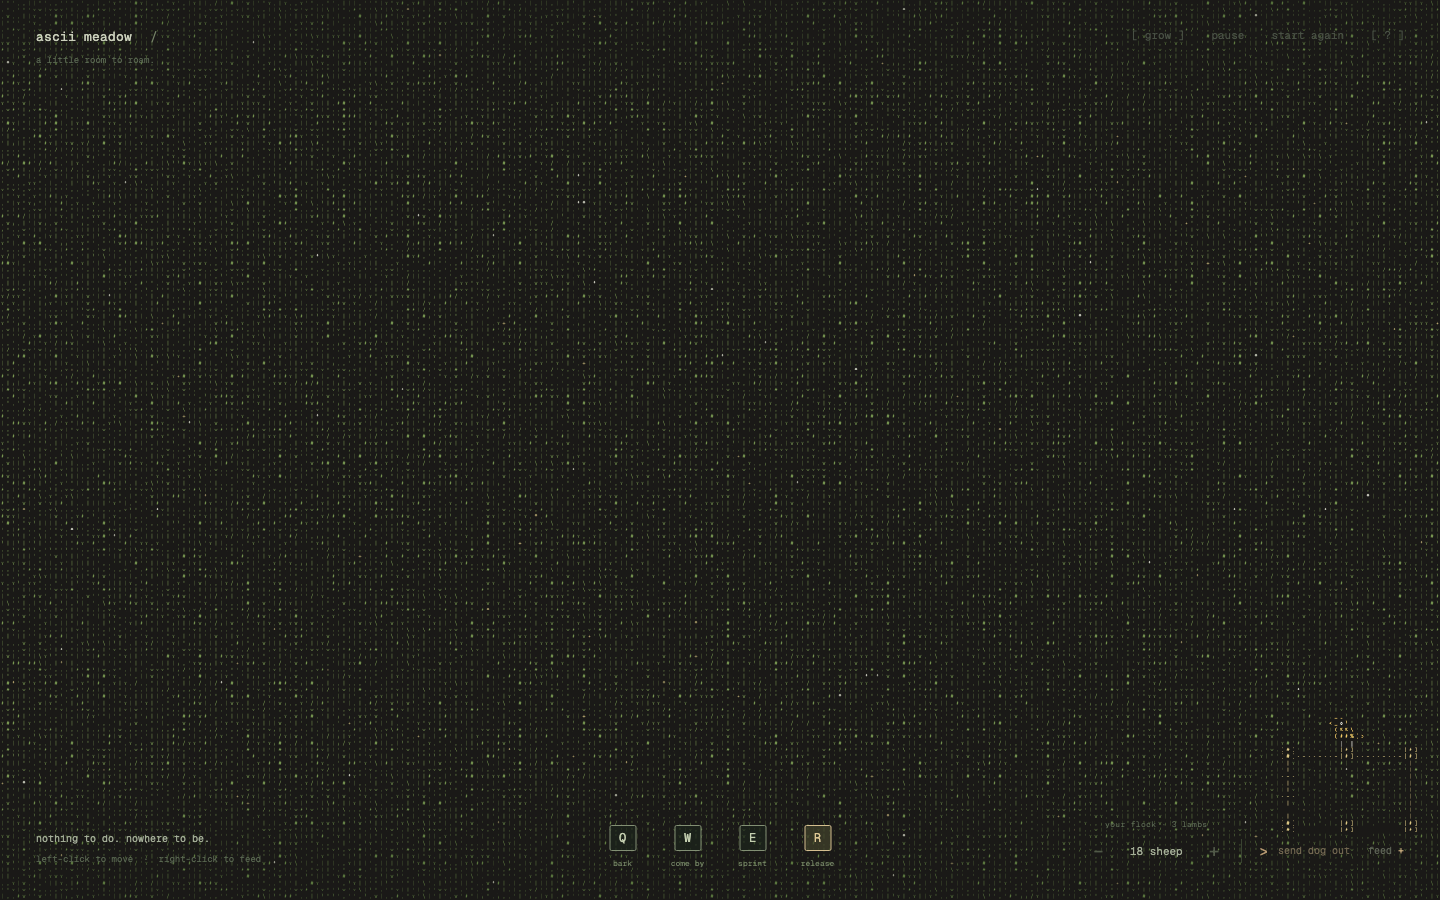 ascii meadow /
[ grow ] pause start again [ ? ]
a little room to roam
your flock · 3 lambs
nothing to do. nowhere to be.
left-click to move · right-click to feed
Q W E R
bark come by sprint release
− 18 sheep + > send dog out feed +